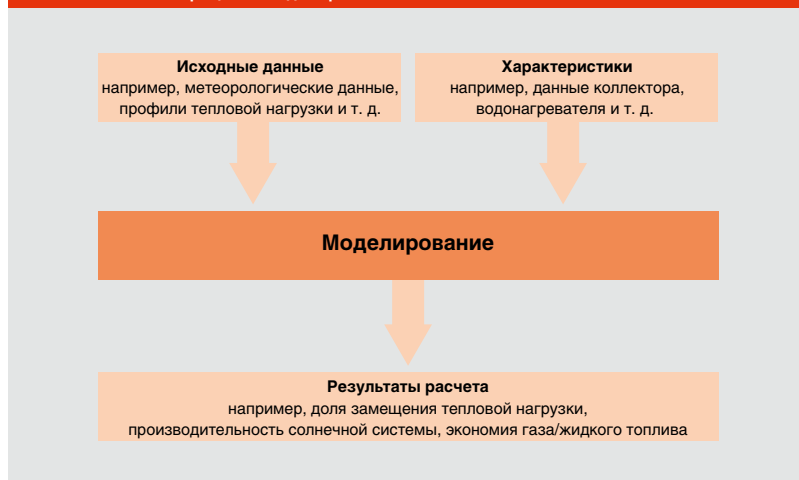 Исходные данные
например, метеорологические данные,
профили тепловой нагрузки и т. д.
Характеристики
например, данные коллектора,
водонагревателя и т. д.
Моделирование
Результаты расчета
например, доля замещения тепловой нагрузки,
производительность солнечной системы, экономия газа/жидкого топлива